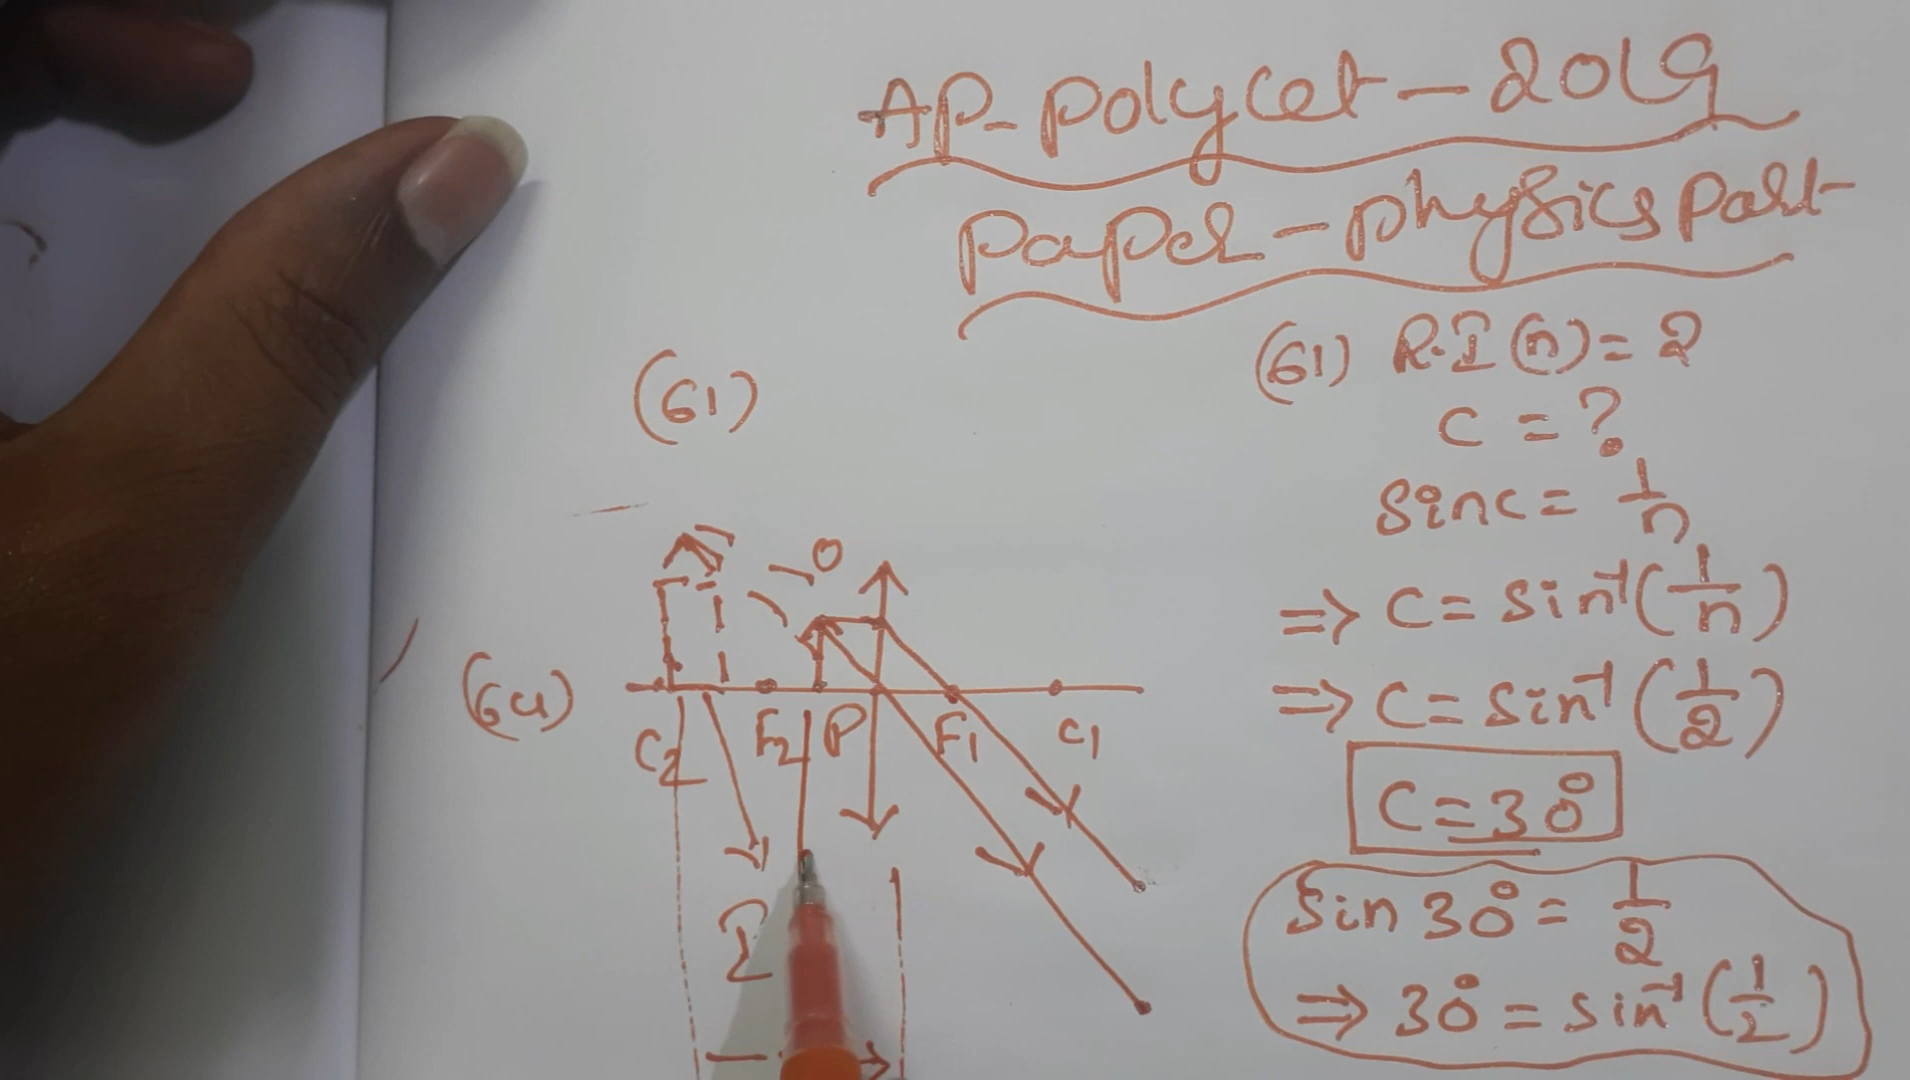 AP-polycet-2019
paper-physics part
(61)
(61) R.I (n) = 2
C = ?
sinc = 1/n
⇒ C = sin⁻¹(1/n)
⇒ C = sin⁻¹(1/2)
C = 30°
sin 30° = 1/2
⇒ 30° = sin⁻¹(1/2)
(64)
O
C2 F2 P F1 C1
I